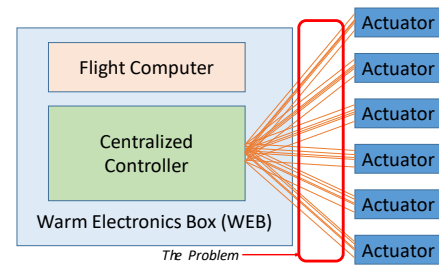 Flight Computer
Centralized
Controller
Warm Electronics Box (WEB)
The Problem
Actuator
Actuator
Actuator
Actuator
Actuator
Actuator